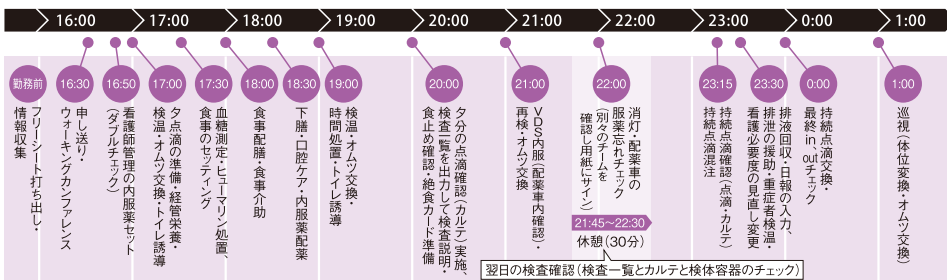 16:00
17:00
18:00
19:00
20:00
21:00
22:00
23:00
0:00
1:00
勤務前
フリーシート打ち出し・
情報収集
16:30
申し送り・
ウォーキングカンファレンス
16:50
看護師管理の内服薬セット
(ダブルチェック)
17:00
夕点滴の準備・経管栄養・
検温・オムツ交換・トイレ誘導
17:30
血糖測定・ヒューマリン処置、
食事のセッティング
18:00
食事配膳・食事介助
18:30
下膳・口腔ケア・内服薬配薬
19:00
検温・オムツ交換・
時間処置・トイレ誘導
20:00
夕分の点滴確認(カルテ)実施、
検査一覧を出力して検査説明・
食止め確認・絶食カード準備
21:00
VDS内服(配薬車内確認)・
再検・オムツ交換
22:00
消灯・配薬車の
服薬忘れチェック
(別々のチームを
確認し用紙にサイン)
21:45〜22:30
休憩(30分)
翌日の検査確認(検査一覧とカルテと検体容器のチェック)
23:15
持続点滴確認(点滴・カルテ)
持続点滴混注
23:30
排液回収・日報の入力、
排泄の援助・重症者検温・
看護必要度の見直し変更
0:00
持続点滴交換・
最終in、outチェック
1:00
巡視(体位変換・オムツ交換)